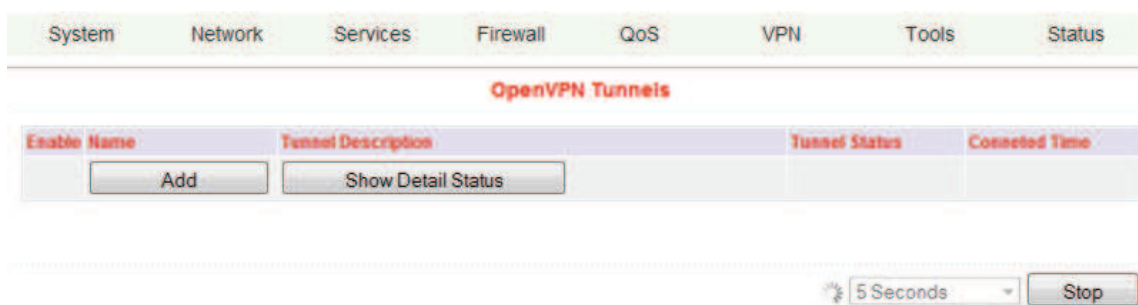 System Network Services Firewall QoS VPN Tools Status
OpenVPN Tunnels
Enable Name Tunnel Description Tunnel Status Conneted Time
Add Show Detail Status
5 Seconds Stop